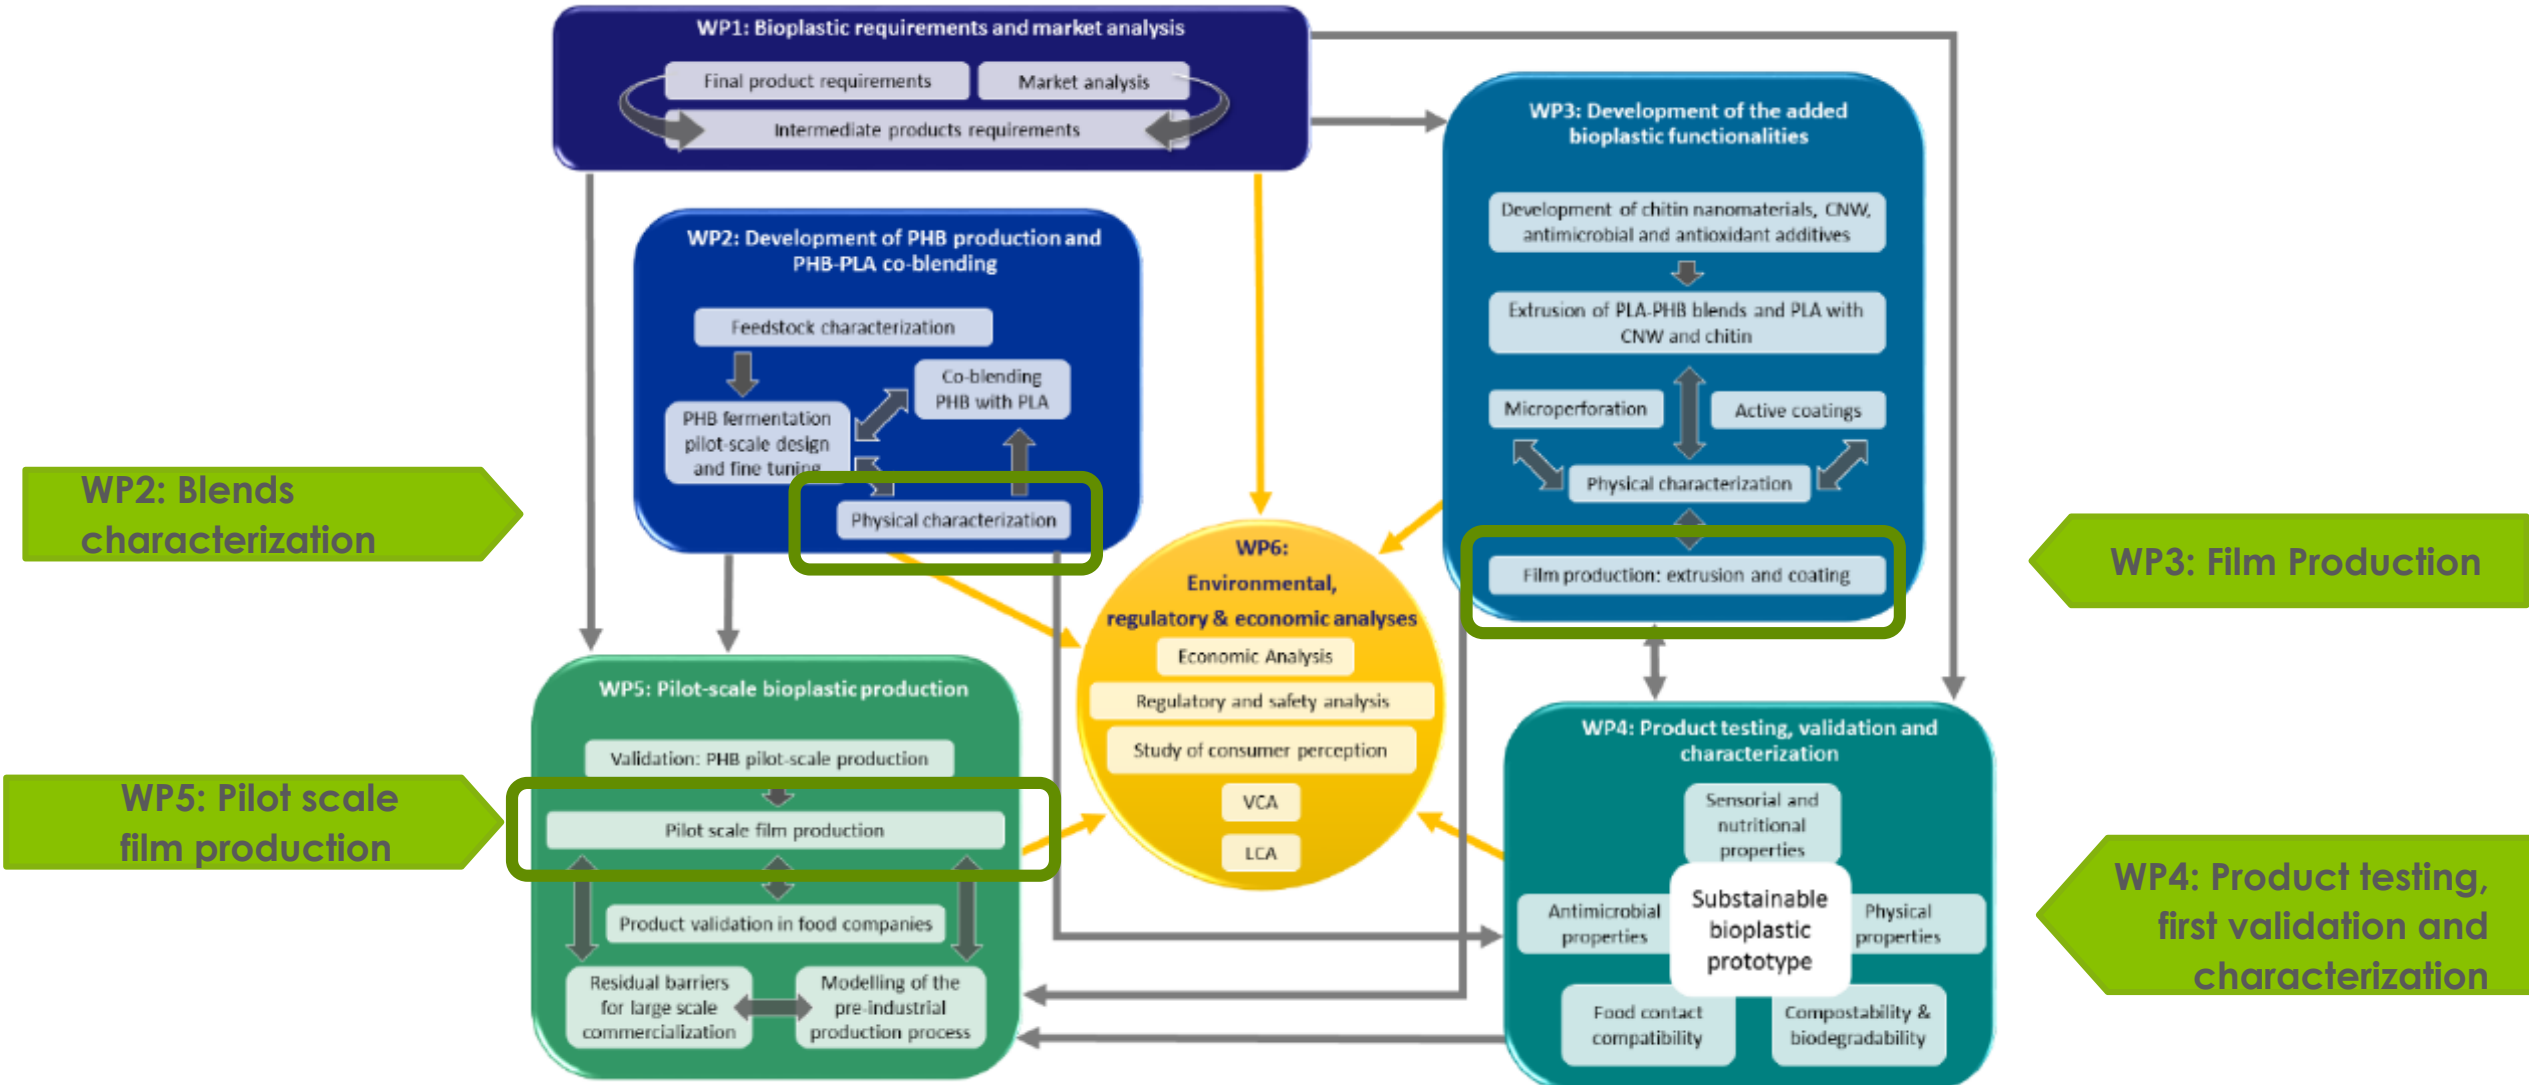 WP1: Bioplastic requirements and market analysis
Final product requirements
Market analysis
Intermediate products requirements
WP2: Development of PHB production and
PHB-PLA co-blending
Feedstock characterization
Co-blending
PHB with PLA
PHB fermentation
pilot-scale design
and fine tuning
Physical characterization
WP3: Development of the added
bioplastic functionalities
Development of chitin nanomaterials, CNW,
antimicrobial and antioxidant additives
Extrusion of PLA-PHB blends and PLA with
CNW and chitin
Microperforation
Active coatings
Physical characterization
Film production: extrusion and coating
WP2: Blends
characterization
WP3: Film Production
WP6:
Environmental,
regulatory & economic analyses
Economic Analysis
Regulatory and safety analysis
Study of consumer perception
VCA
LCA
WP5: Pilot-scale bioplastic production
Validation: PHB pilot-scale production
Pilot scale film production
Product validation in food companies
Residual barriers
for large scale
commercialization
Modelling of the
pre-industrial
production process
WP5: Pilot scale
film production
WP4: Product testing, validation and
characterization
Sensorial and
nutritional
properties
Antimicrobial
properties
Substainable
bioplastic
prototype
Physical
properties
Food contact
compatibility
Compostability &
biodegradability
WP4: Product testing,
first validation and
characterization